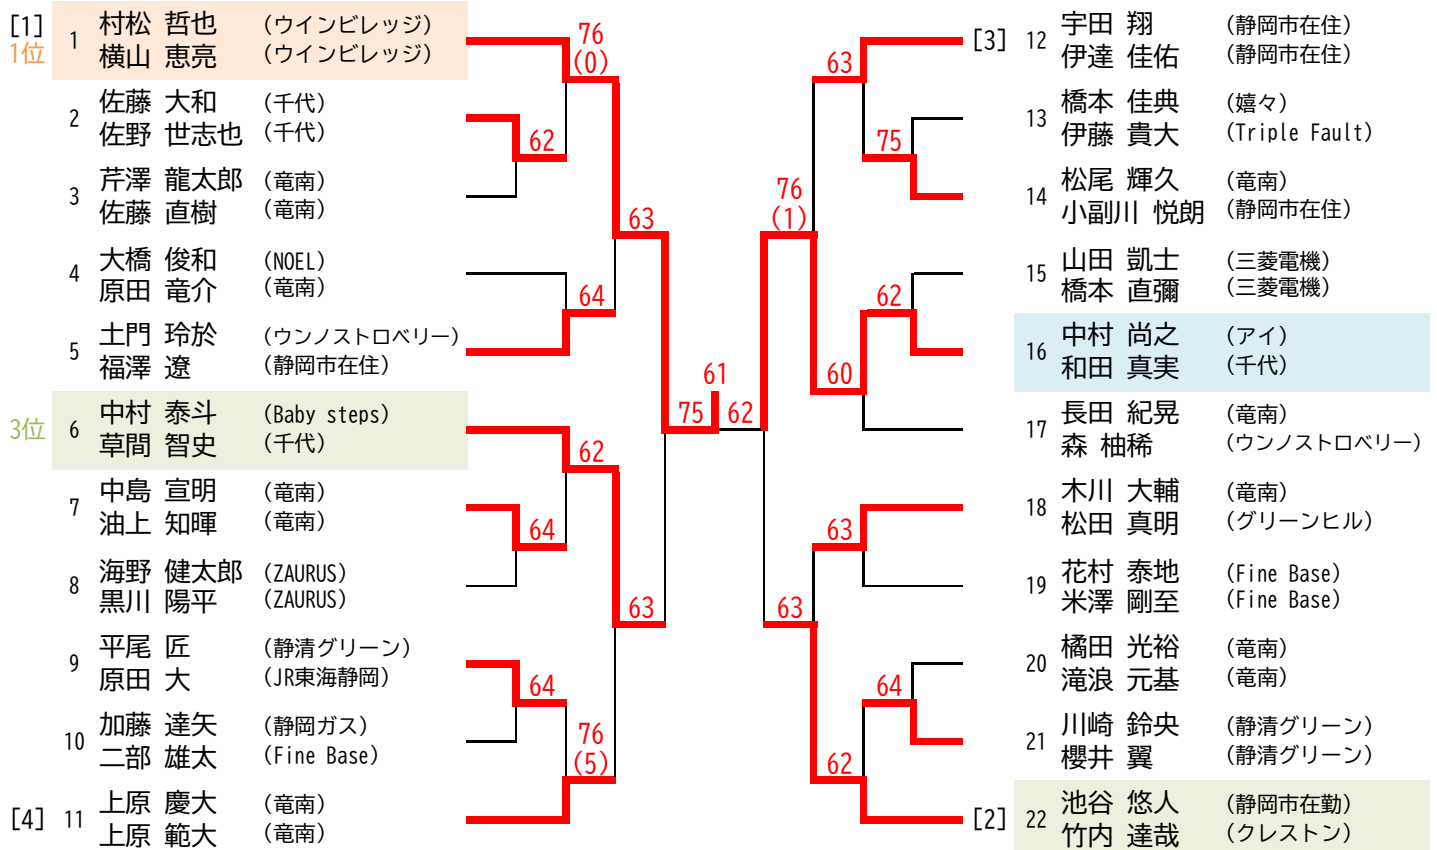 [1] 1位 1 村松 哲也 (ウインビレッジ)
横山 恵亮 (ウインビレッジ)
2 佐藤 大和 (千代)
佐野 世志也 (千代)
3 芹澤 龍太郎 (竜南)
佐藤 直樹 (竜南)
4 大橋 俊和 (NOEL)
原田 竜介 (竜南)
5 土門 玲於 (ウンノストロベリー)
福澤 遼 (静岡市在住)
3位 6 中村 泰斗 (Baby steps)
草間 智史 (千代)
7 中島 宣明 (竜南)
油上 知暉 (竜南)
8 海野 健太郎 (ZAURUS)
黒川 陽平 (ZAURUS)
9 平尾 匠 (静清グリーン)
原田 大 (JR東海静岡)
10 加藤 達矢 (静岡ガス)
二部 雄太 (Fine Base)
[4] 11 上原 慶大 (竜南)
上原 範大 (竜南)
76
(0)
62
63
64
62
64
63
64
76
(5)
75
61
62
76
(1)
63
63
75
62
60
63
64
62
[3] 12 宇田 翔 (静岡市在住)
伊達 佳佑 (静岡市在住)
13 橋本 佳典 (嬉々)
伊藤 貴大 (Triple Fault)
14 松尾 輝久 (竜南)
小副川 悦朗 (静岡市在住)
15 山田 凱士 (三菱電機)
橋本 直彌 (三菱電機)
16 中村 尚之 (アイ)
和田 真実 (千代)
17 長田 紀晃 (竜南)
森 柚稀 (ウンノストロベリー)
18 木川 大輔 (竜南)
松田 真明 (グリーンヒル)
19 花村 泰地 (Fine Base)
米澤 剛至 (Fine Base)
20 橘田 光裕 (竜南)
滝浪 元基 (竜南)
21 川崎 鈴央 (静清グリーン)
櫻井 翼 (静清グリーン)
[2] 22 池谷 悠人 (静岡市在勤)
竹内 達哉 (クレストン)